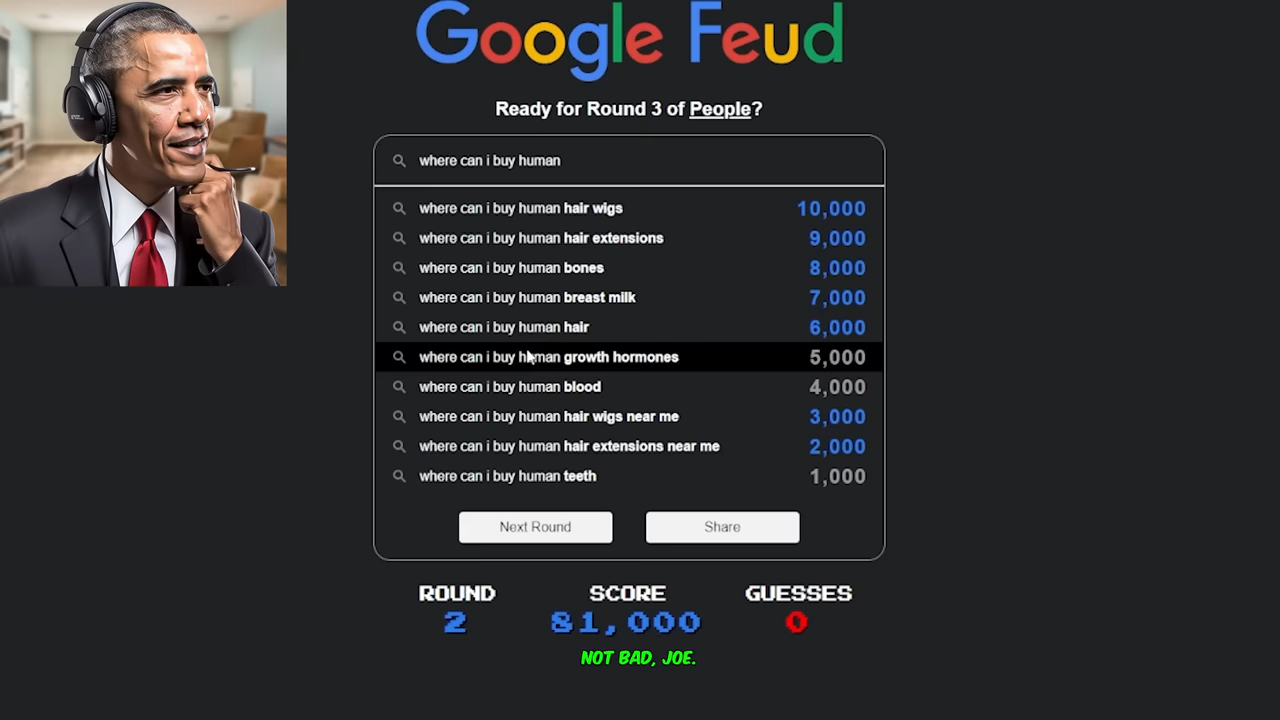 Google Feud
Ready for Round 3 of People?
where can i buy human
where can i buy human hair wigs 10,000
where can i buy human hair extensions 9,000
where can i buy human bones 8,000
where can i buy human breast milk 7,000
where can i buy human hair 6,000
where can i buy human growth hormones 5,000
where can i buy human blood 4,000
where can i buy human hair wigs near me 3,000
where can i buy human hair extensions near me 2,000
where can i buy human teeth 1,000
Next Round Share
ROUND SCORE GUESSES
2 81,000 0
NOT BAD, JOE.